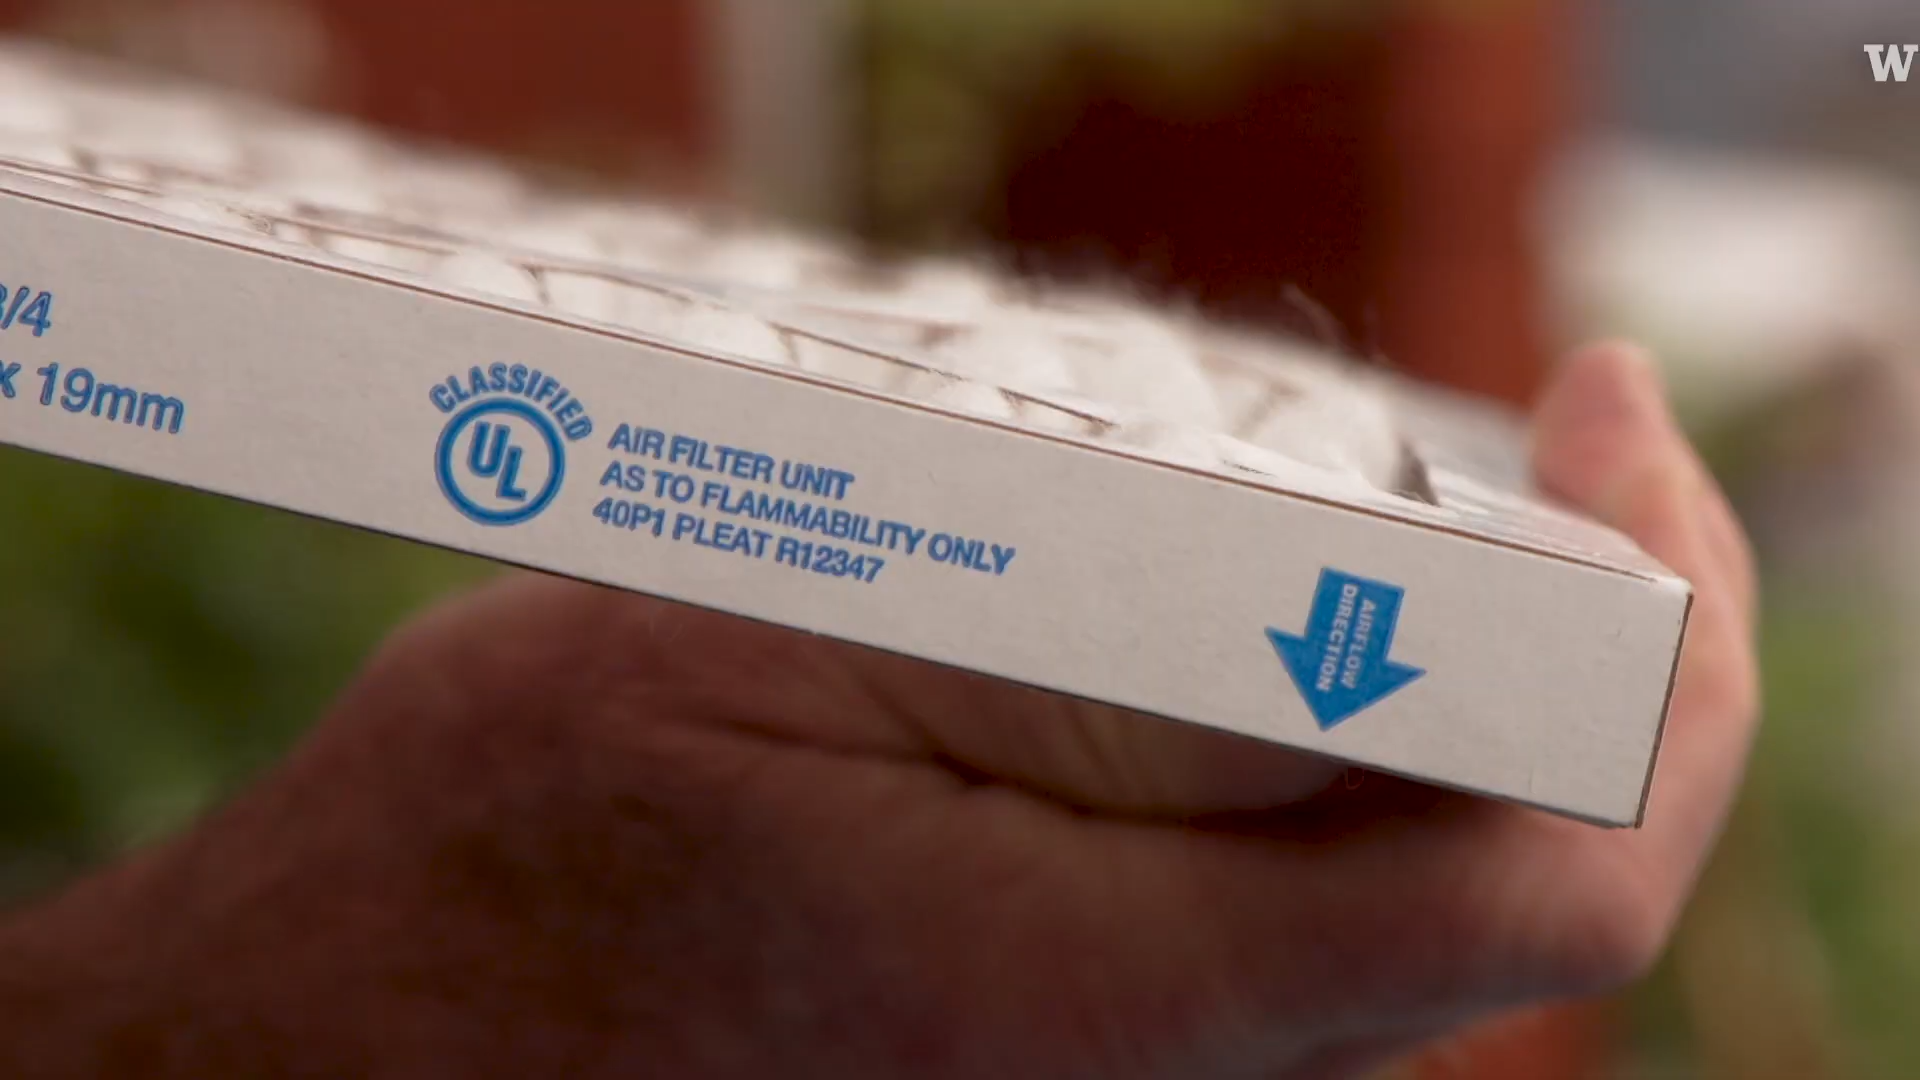 W
3/4
x 19mm
CLASSIFIED
UL
AIR FILTER UNIT
AS TO FLAMMABILITY ONLY
40P1 PLEAT R12347
AIRFLOW
DIRECTION